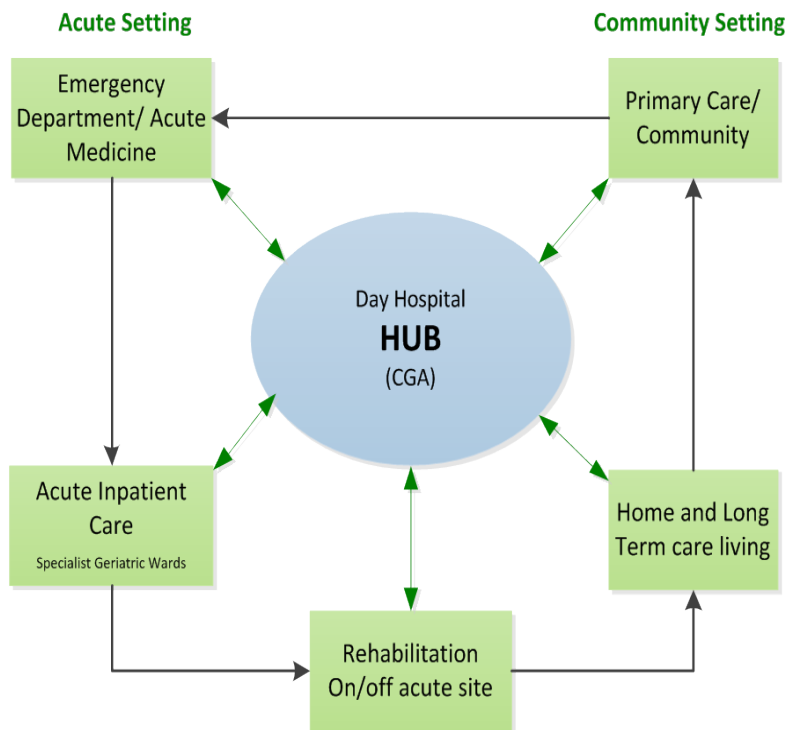 Acute Setting
Community Setting
Emergency
Department/ Acute
Medicine
Primary Care/
Community
Day Hospital
HUB
(CGA)
Acute Inpatient
Care
Specialist Geriatric Wards
Home and Long
Term care living
Rehabilitation
On/off acute site